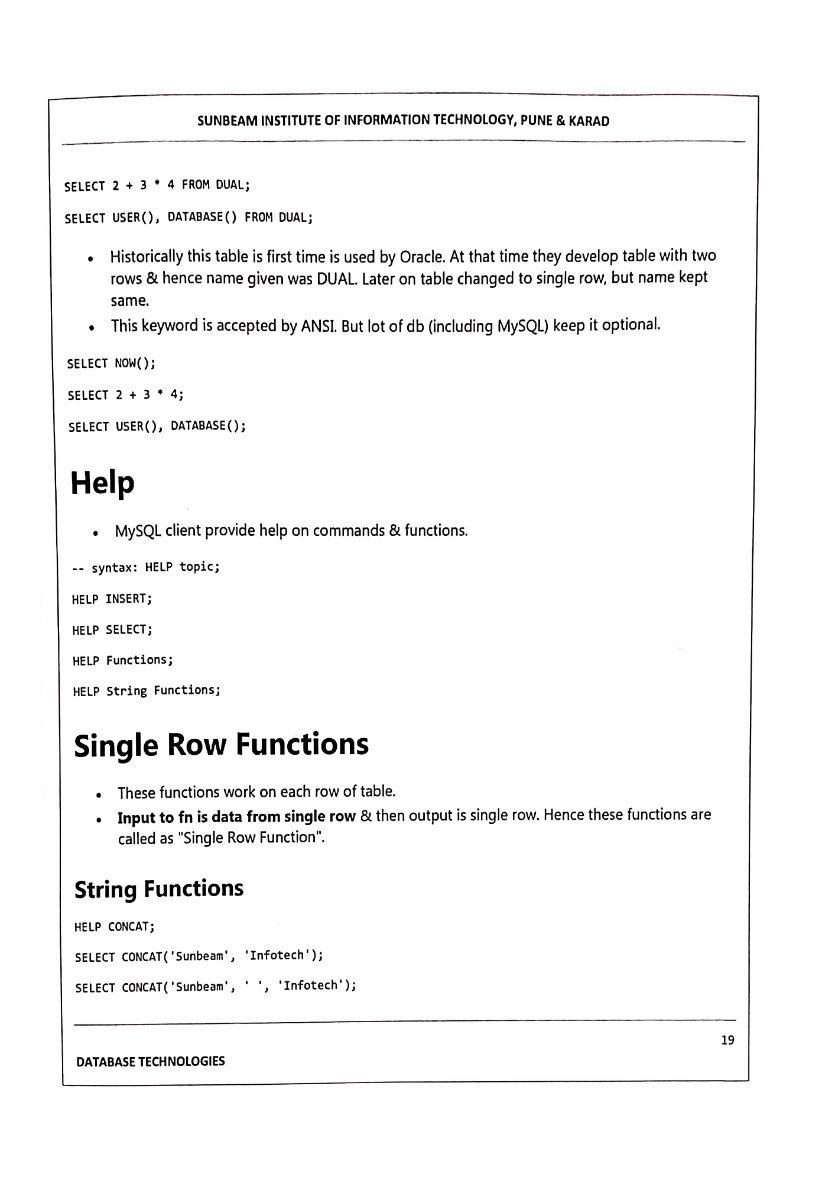 SUNBEAM INSTITUTE OF INFORMATION TECHNOLOGY, PUNE & KARAD
SELECT 2 + 3 * 4 FROM DUAL;
SELECT USER(), DATABASE() FROM DUAL;
• Historically this table is first time is used by Oracle. At that time they develop table with two
rows & hence name given was DUAL. Later on table changed to single row, but name kept
same.
• This keyword is accepted by ANSI. But lot of db (including MySQL) keep it optional.
SELECT NOW();
SELECT 2 + 3 * 4;
SELECT USER(), DATABASE();
Help
• MySQL client provide help on commands & functions.
-- syntax: HELP topic;
HELP INSERT;
HELP SELECT;
HELP Functions;
HELP String Functions;
Single Row Functions
• These functions work on each row of table.
• Input to fn is data from single row & then output is single row. Hence these functions are
called as "Single Row Function".
String Functions
HELP CONCAT;
SELECT CONCAT('Sunbeam', 'Infotech');
SELECT CONCAT('Sunbeam', ' ', 'Infotech');
19
DATABASE TECHNOLOGIES